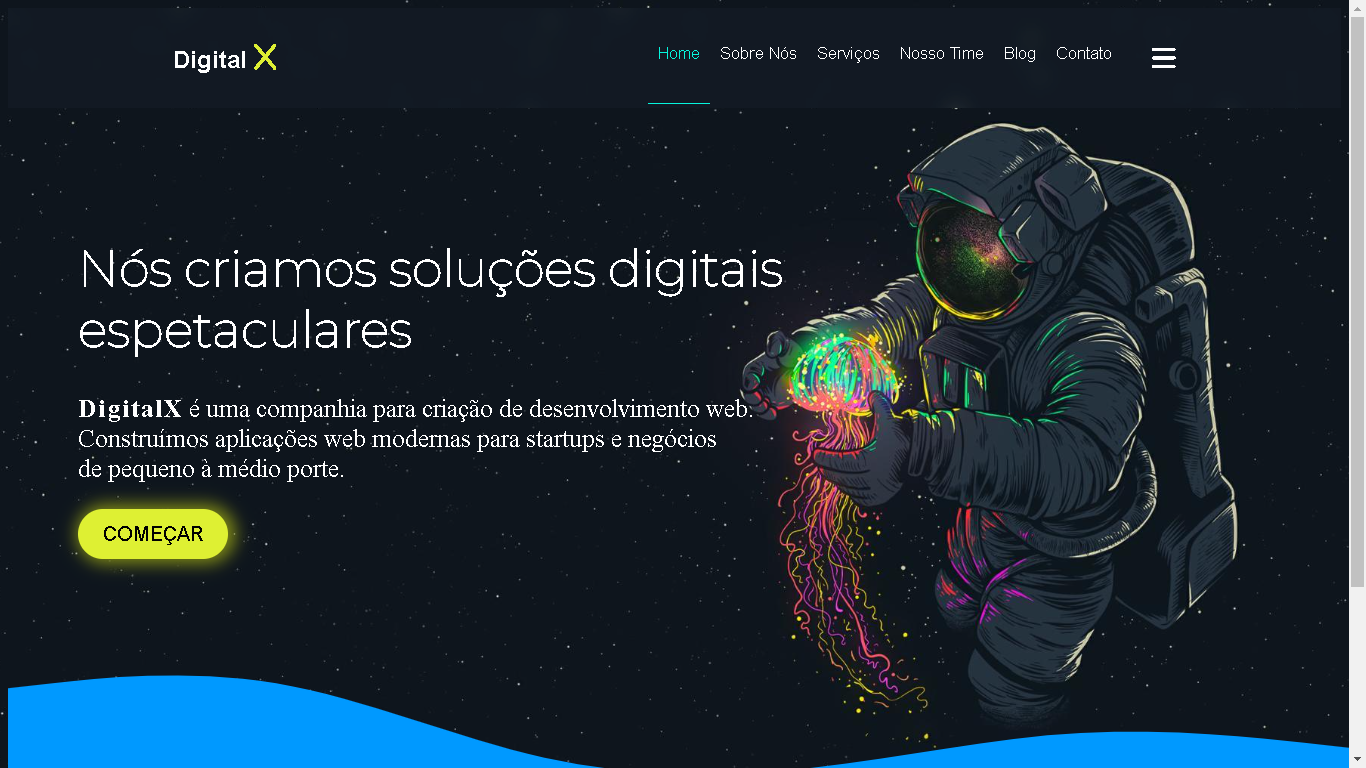 Digital X
Home Sobre Nós Serviços Nosso Time Blog Contato
Nós criamos soluções digitais
espetaculares
DigitalX é uma companhia para criação de desenvolvimento web.
Construímos aplicações web modernas para startups e negócios
de pequeno à médio porte.
COMEÇAR